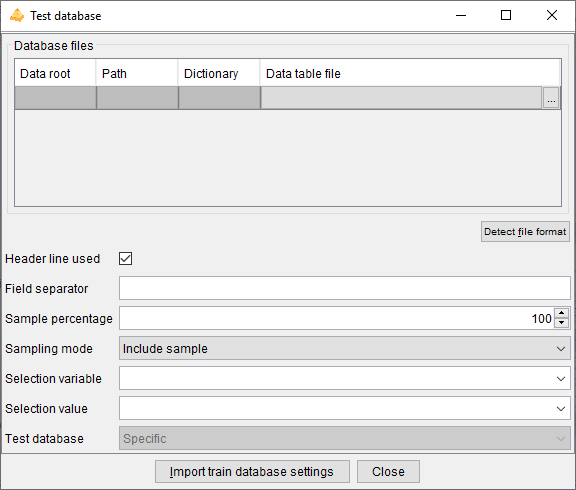 Test database
Database files
Data root Path Dictionary Data table file
...
Detect file format
Header line used
Field separator
Sample percentage 100
Sampling mode Include sample
Selection variable
Selection value
Test database Specific
Import train database settings Close